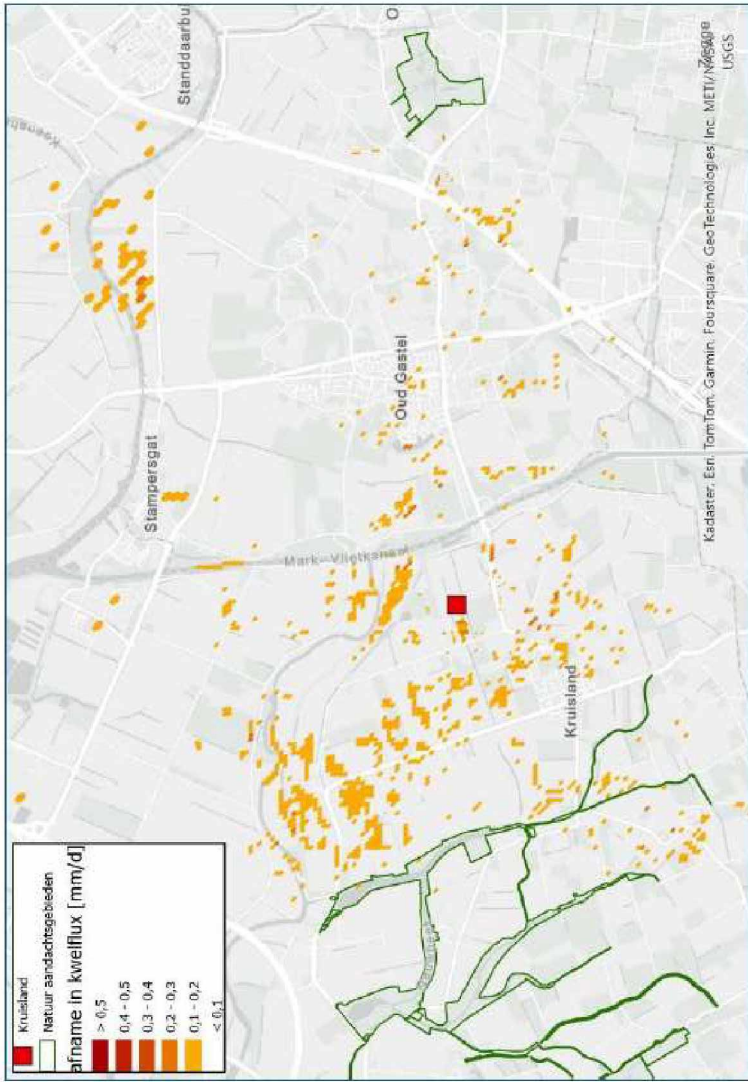 Kruisland
Natuur aandachtsgebieden
afname in kwelflux [mm/d]
> 0,5
0,4 - 0,5
0,3 - 0,4
0,2 - 0,3
0,1 - 0,2
< 0,1
Standdaarbui
Stampersgat
Mark-Vlietkanaal
Oud Gastel
O
Kruisland
Kadaster, Esri, TomTom, Garmin, Foursquare, GeoTechnologies, Inc, METI/NASA,
USGS